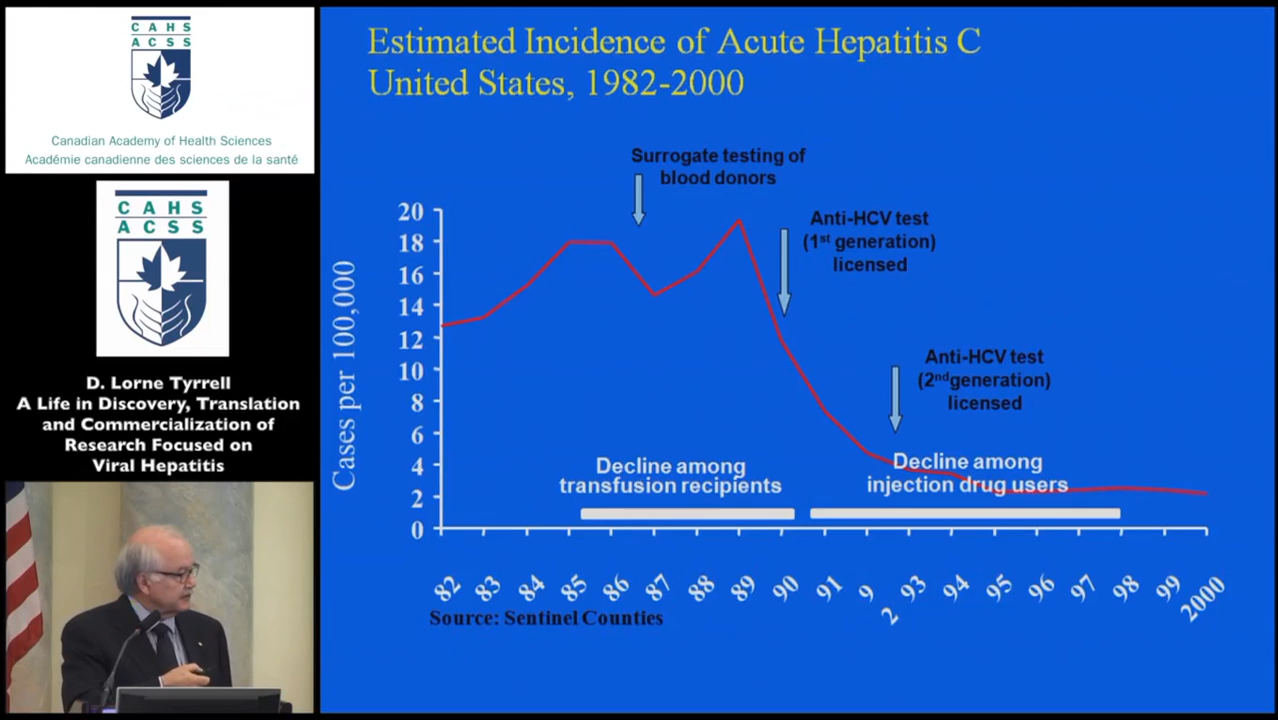 CAHS
ACSS
Canadian Academy of Health Sciences
Académie canadienne des sciences de la santé
CAHS
ACSS
D. Lorne Tyrrell
A Life in Discovery, Translation
and Commercialization of
Research Focused on
Viral Hepatitis
Estimated Incidence of Acute Hepatitis C
United States, 1982-2000
Surrogate testing of
blood donors
Anti-HCV test
(1st generation)
licensed
Anti-HCV test
(2ndgeneration)
licensed
Cases per 100,000
20
18
16
14
12
10
8
6
4
2
0
Decline among
transfusion recipients
Decline among
injection drug users
82
83
84
85
86
87
88
89
90
91
9
2
93
94
95
96
97
98
99
2000
Source: Sentinel Counties